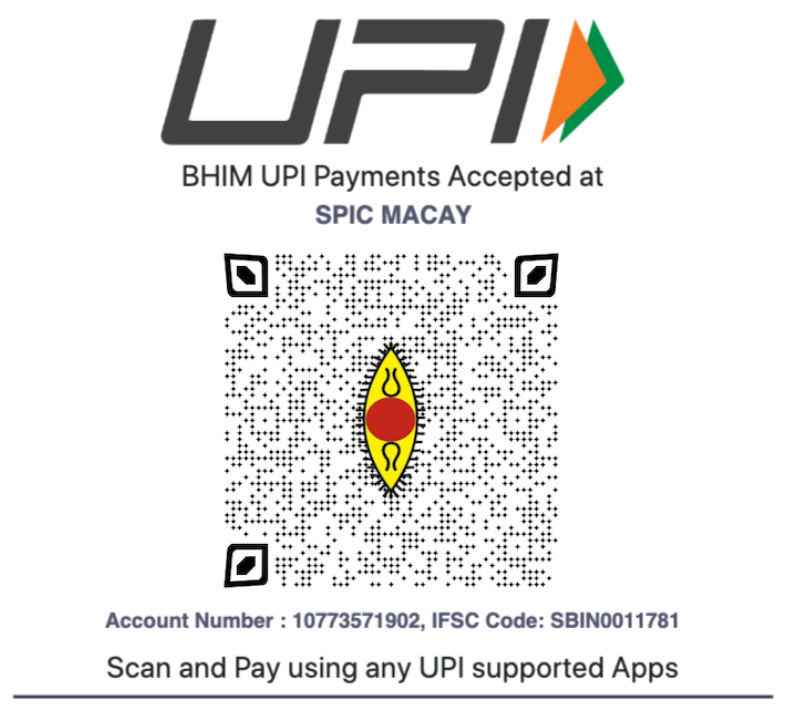 UPI
BHIM UPI Payments Accepted at
SPIC MACAY
Account Number : 10773571902, IFSC Code: SBIN0011781
Scan and Pay using any UPI supported Apps